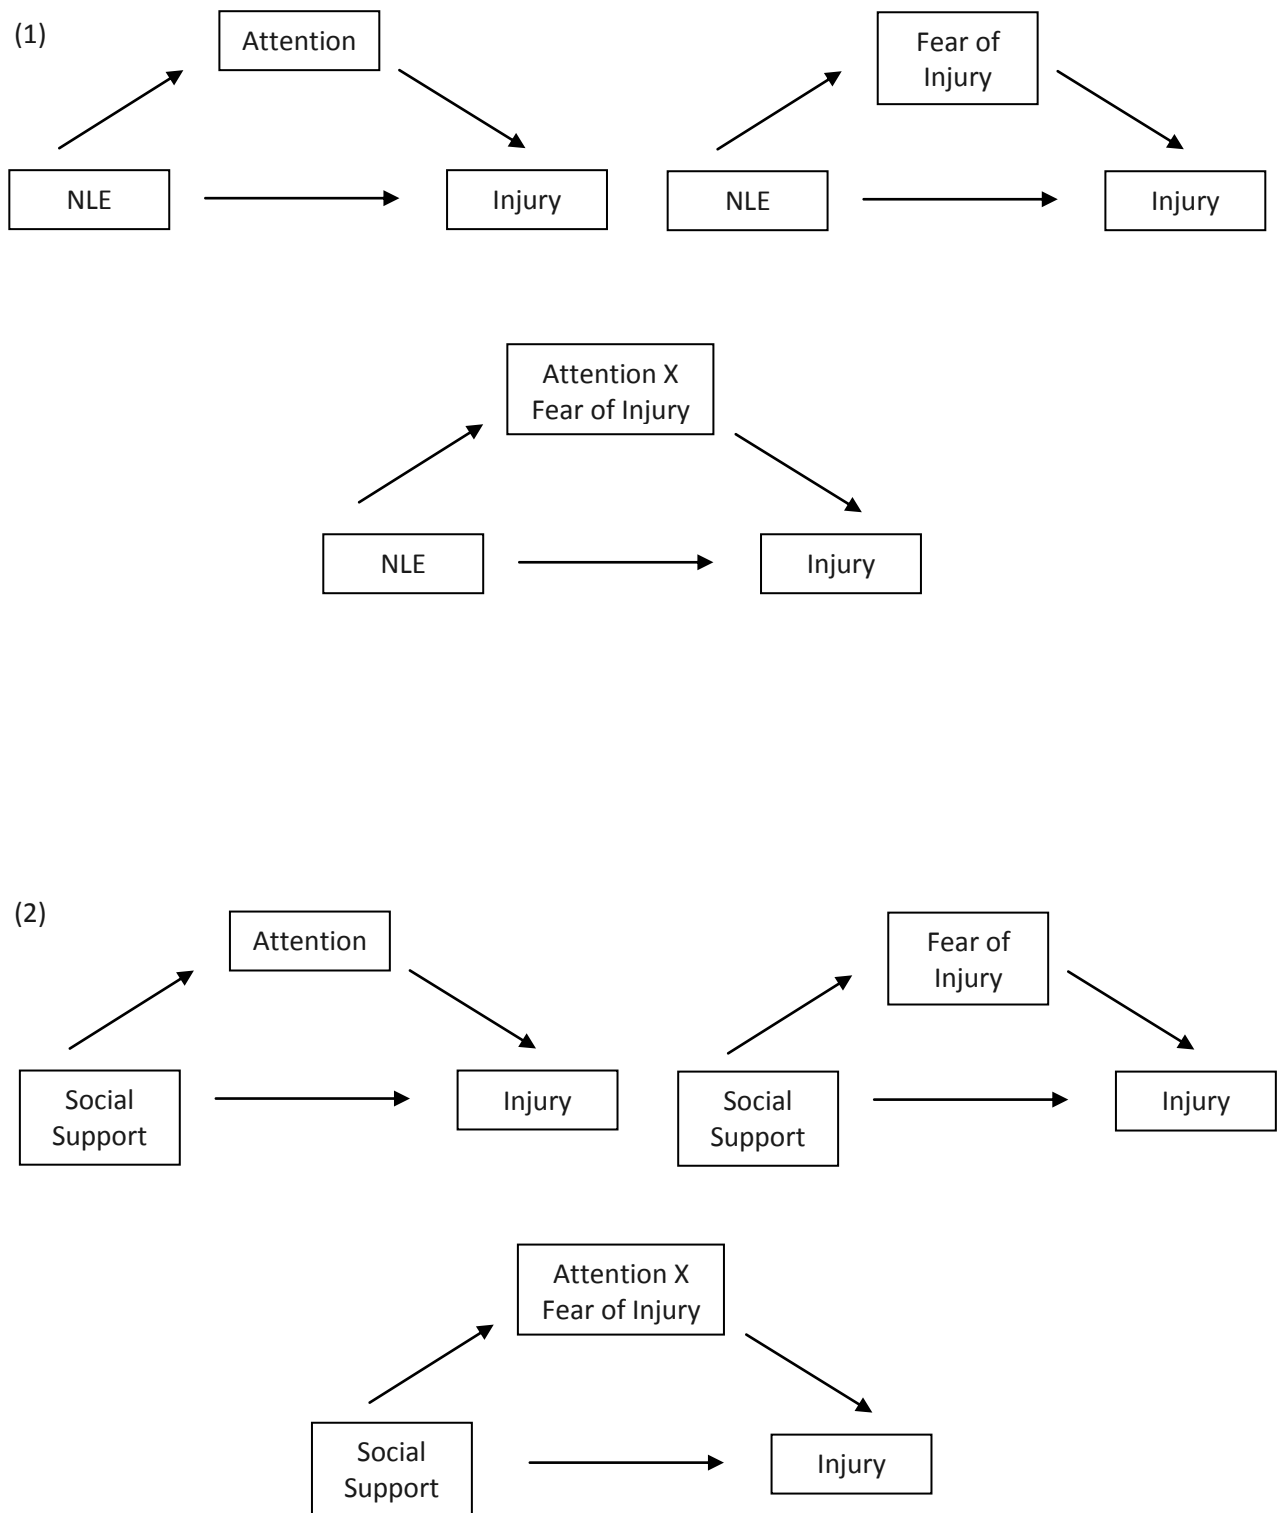 (1)
Attention
NLE
Injury
Fear of
Injury
NLE
Injury
Attention X
Fear of Injury
NLE
Injury
(2)
Attention
Social
Support
Injury
Fear of
Injury
Social
Support
Injury
Attention X
Fear of Injury
Social
Support
Injury